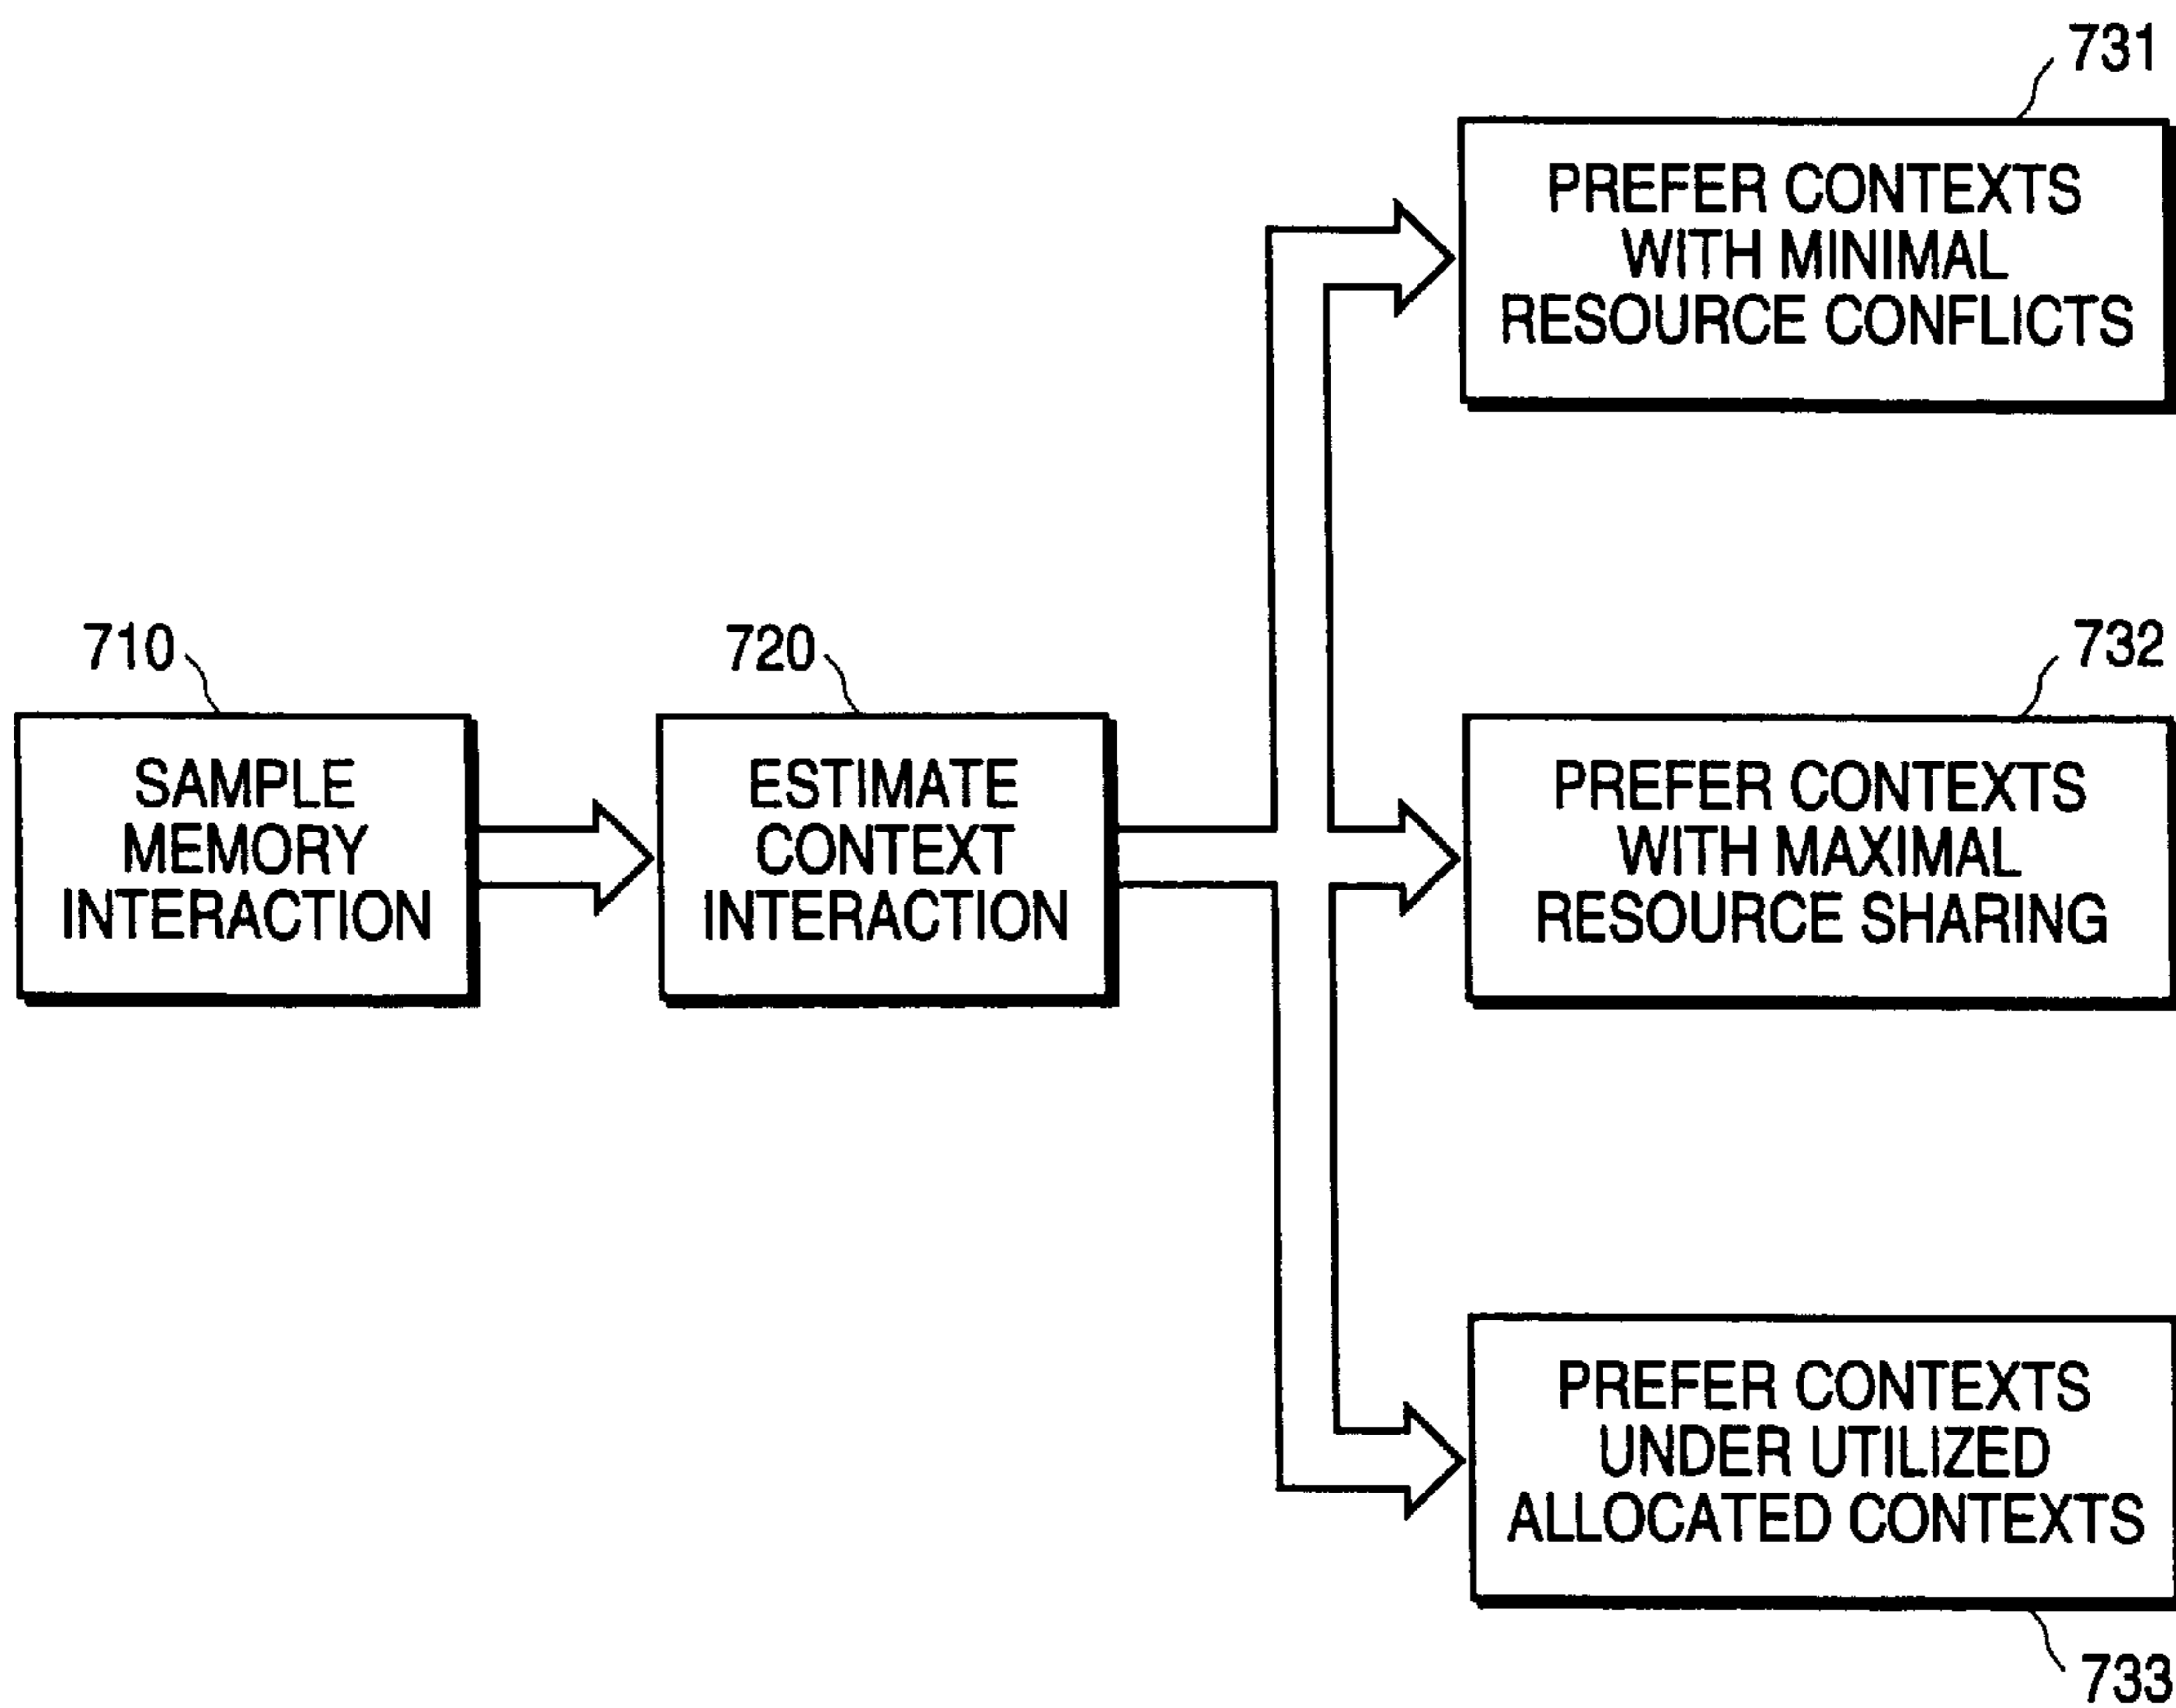 731
PREFER CONTEXTS
WITH MINIMAL
RESOURCE CONFLICTS
710
SAMPLE
MEMORY
INTERACTION
720
ESTIMATE
CONTEXT
INTERACTION
732
PREFER CONTEXTS
WITH MAXIMAL
RESOURCE SHARING
PREFER CONTEXTS
UNDER UTILIZED
ALLOCATED CONTEXTS
733